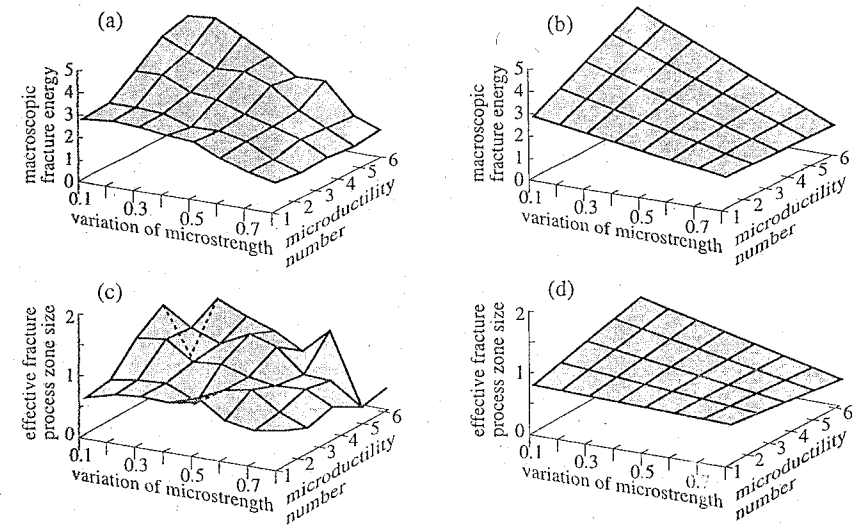 (a)
macroscopic
fracture energy
5
4
3
2
1
0
0.1
0.3
0.5
0.7
variation of microstrength
1 2 3 4 5 6
microductility
number
(b)
macroscopic
fracture energy
5
4
3
2
1
0
0.1
0.3
0.5
0.7
variation of microstrength
1 2 3 4 5 6
microductility
number
(c)
effective fracture
process zone size
2
1
0
0.1
0.3
0.5
0.7
variation of microstrength
1 2 3 4 5 6
microductility
number
(d)
effective fracture
process zone size
2
1
0
0.1
0.3
0.5
0.7
variation of microstrength
1 2 3 4 5 6
microductility
number